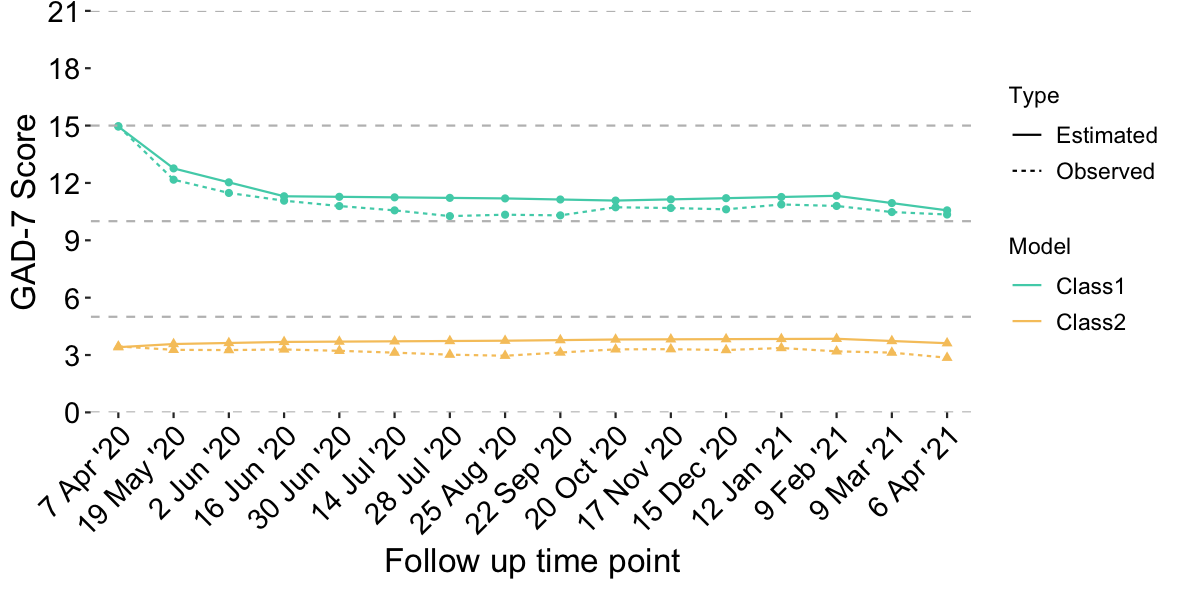 GAD-7 Score
21
18
15
12
9
6
3
0
7 Apr '20
19 May '20
2 Jun '20
16 Jun '20
30 Jun '20
14 Jul '20
28 Jul '20
25 Aug '20
22 Sep '20
20 Oct '20
17 Nov '20
15 Dec '20
12 Jan '21
9 Feb '21
9 Mar '21
6 Apr '21
Follow up time point
Type
Estimated
Observed
Model
Class1
Class2